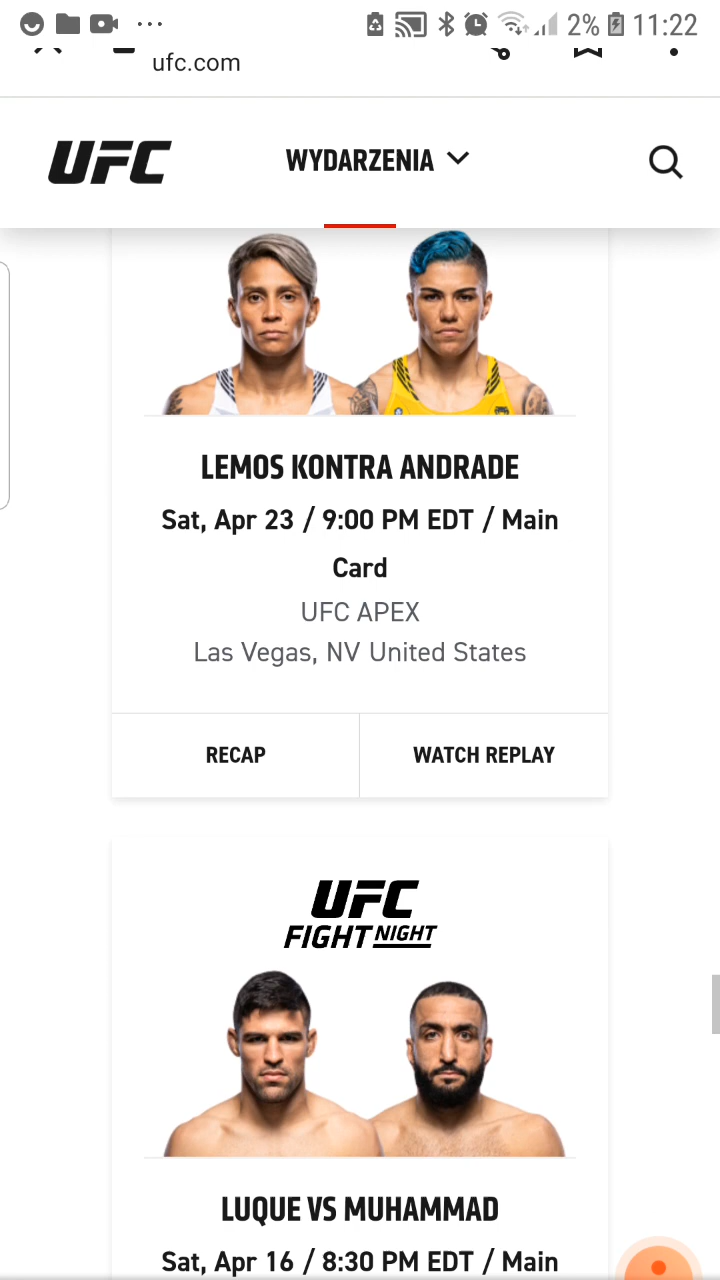 2% 11:22
ufc.com
UFC WYDARZENIA
LEMOS KONTRA ANDRADE
Sat, Apr 23 / 9:00 PM EDT / Main
Card
UFC APEX
Las Vegas, NV United States
RECAP WATCH REPLAY
UFC
FIGHT NIGHT
LUQUE VS MUHAMMAD
Sat, Apr 16 / 8:30 PM EDT / Main